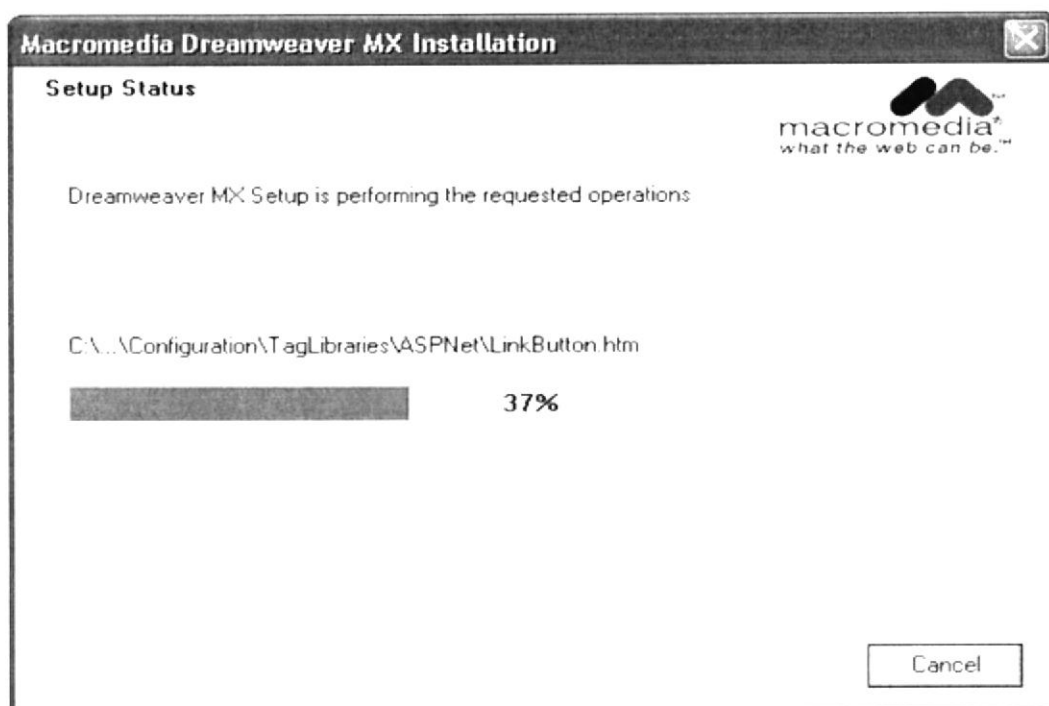 Macromedia Dreamweaver MX Installation
Setup Status
macromedia®
what the web can be.™
Dreamweaver MX Setup is performing the requested operations
C:\...\Configuration\TagLibraries\ASPNet\LinkButton.htm
37%
Cancel